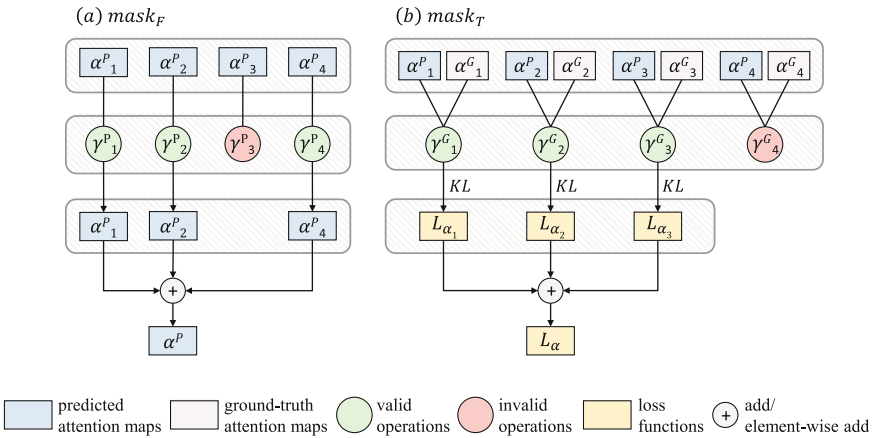 (a) mask_F
(b) mask_T
α^P_1 α^P_2 α^P_3 α^P_4
α^P_1 α^G_1 α^P_2 α^G_2 α^P_3 α^G_3 α^P_4 α^G_4
γ^P_1 γ^P_2 γ^P_3 γ^P_4
γ^G_1 γ^G_2 γ^G_3 γ^G_4
KL KL KL
α^P_1 α^P_2 α^P_4
L_α_1 L_α_2 L_α_3
+
+
α^P
L_α
predicted
attention maps
ground-truth
attention maps
valid
operations
invalid
operations
loss
functions
+
add/
element-wise add